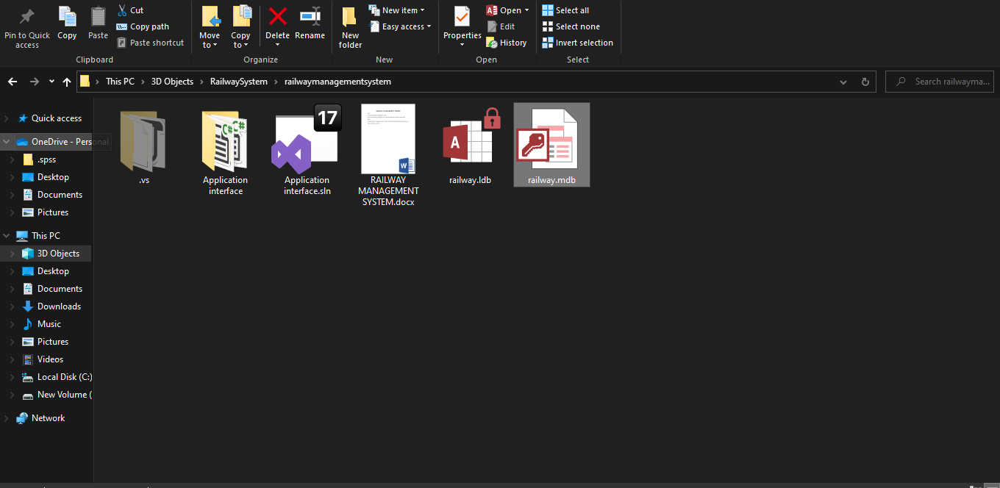 Pin to Quick access
Copy
Paste
Cut
Copy path
Paste shortcut
Clipboard
Move to
Copy to
Delete
Rename
Organize
New folder
New item
Easy access
New
Properties
Open
Edit
History
Open
Select all
Select none
Invert selection
Select
This PC > 3D Objects > RailwaySystem > railwaymanagementsystem
Search railwayma...
Quick access
OneDrive - Personal
.spss
Desktop
Documents
Pictures
This PC
3D Objects
Desktop
Documents
Downloads
Music
Pictures
Videos
Local Disk (C:)
New Volume (
Network
.vs
C# C#
Application interface
17
Application interface.sln
W
RAILWAY MANAGEMENT SYSTEM.docx
A
railway.ldb
railway.mdb